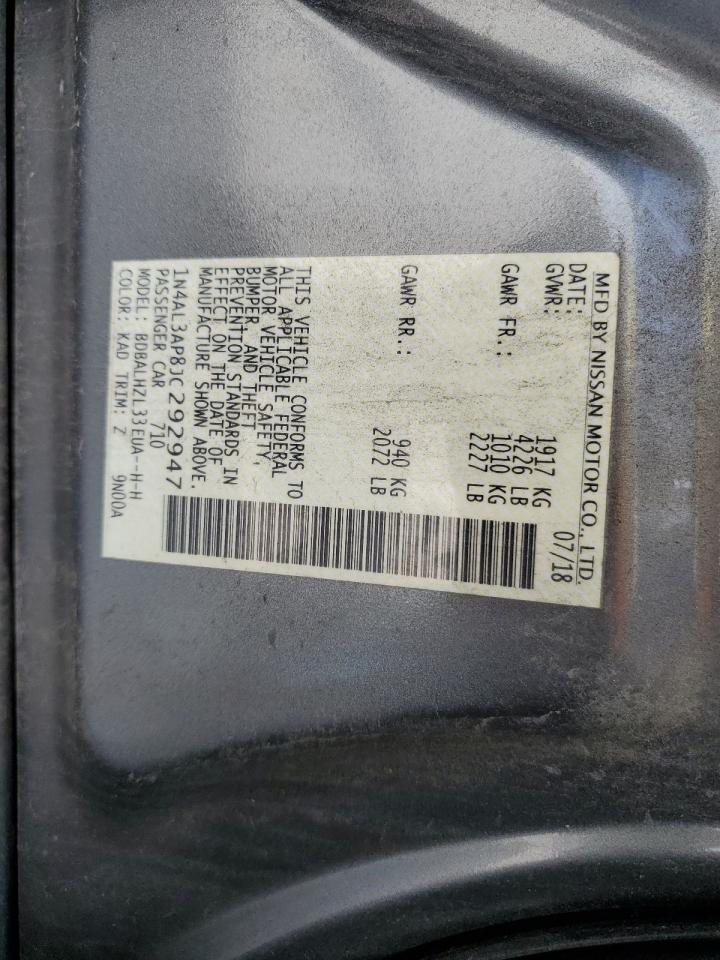 MFD BY NISSAN MOTOR CO., LTD.
DATE: 07/18
GVWR: 1917 KG
4226 LB
GAWR FR.: 1010 KG
2227 LB
GAWR RR.: 940 KG
2072 LB
THIS VEHICLE CONFORMS TO
ALL APPLICABLE FEDERAL
MOTOR VEHICLE SAFETY,
BUMPER, AND THEFT
PREVENTION STANDARDS IN
EFFECT ON THE DATE OF
MANUFACTURE SHOWN ABOVE.
1N4AL3AP8JC292947
PASSENGER CAR 710
MODEL: BDBALHZL33EUA--H-H
COLOR: KAD TRIM: Z 9N00A